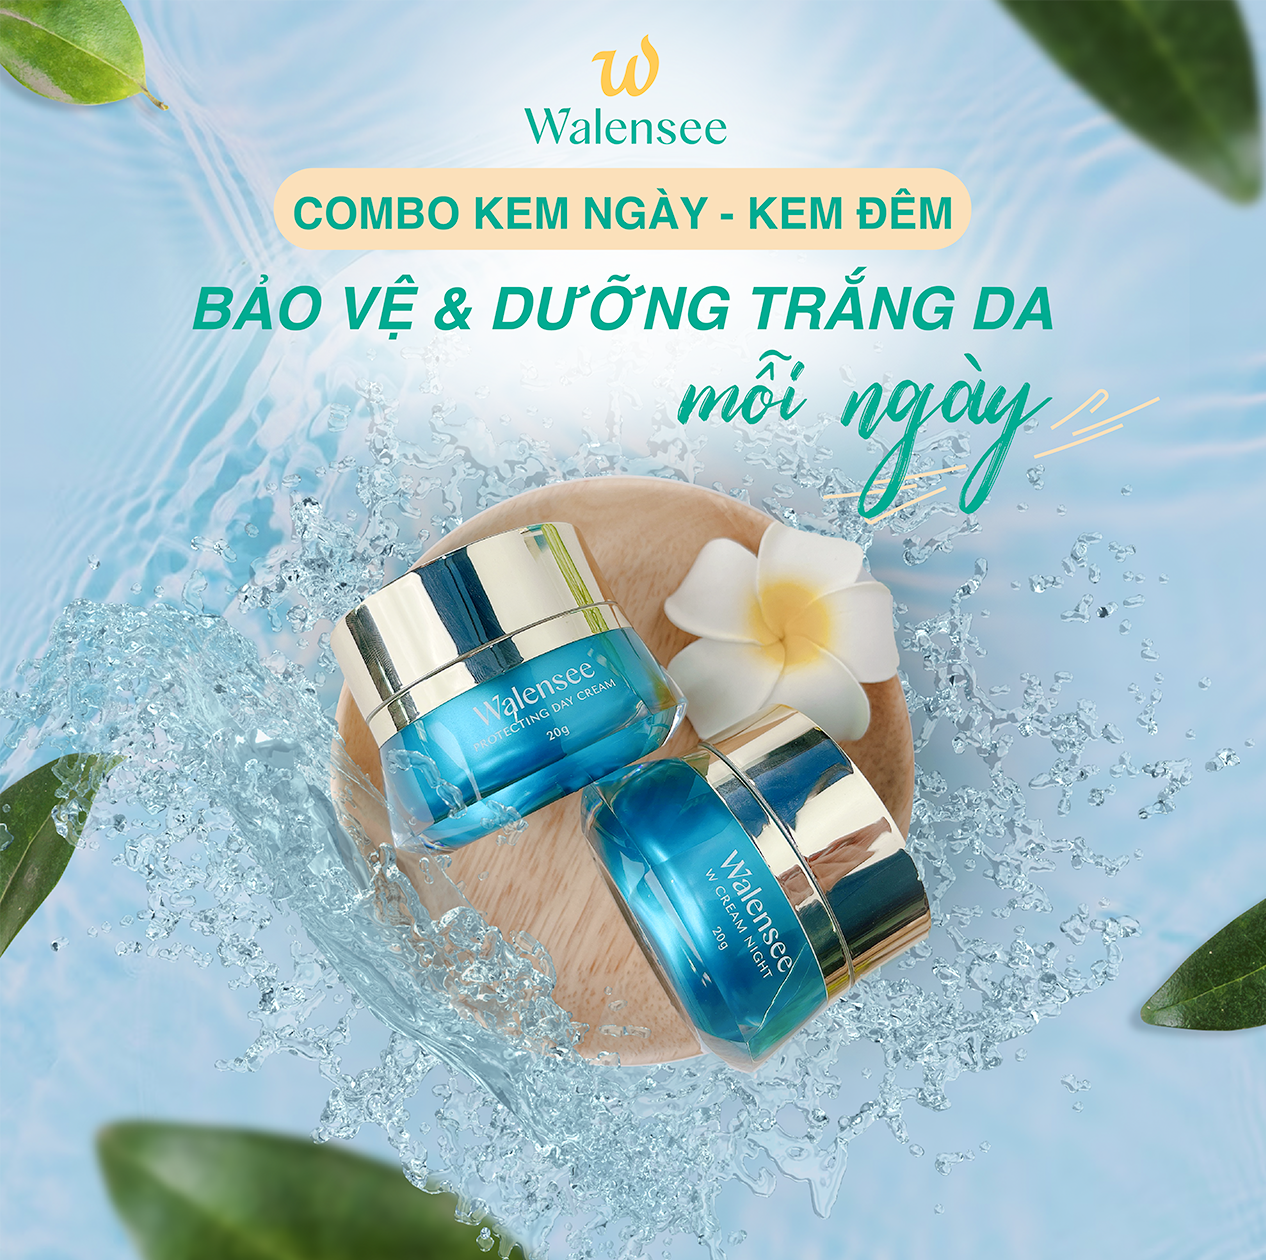 W
Walensee
COMBO KEM NGÀY - KEM ĐÊM
BẢO VỆ & DƯỠNG TRẮNG DA
mỗi ngày
Walensee
PROTECTING DAY CREAM
20g
Walensee
W CREAM NIGHT
20g